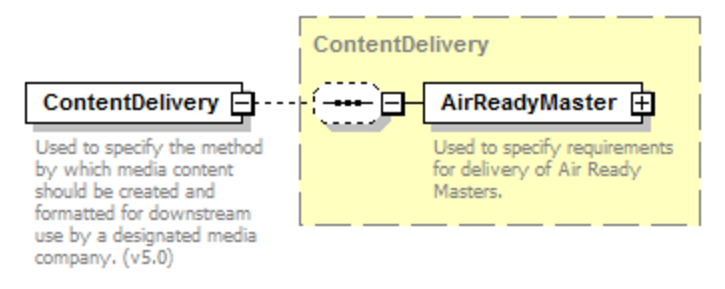 ContentDelivery
ContentDelivery
AirReadyMaster
Used to specify the method
by which media content
should be created and
formatted for downstream
use by a designated media
company. (v5.0)
Used to specify requirements
for delivery of Air Ready
Masters.